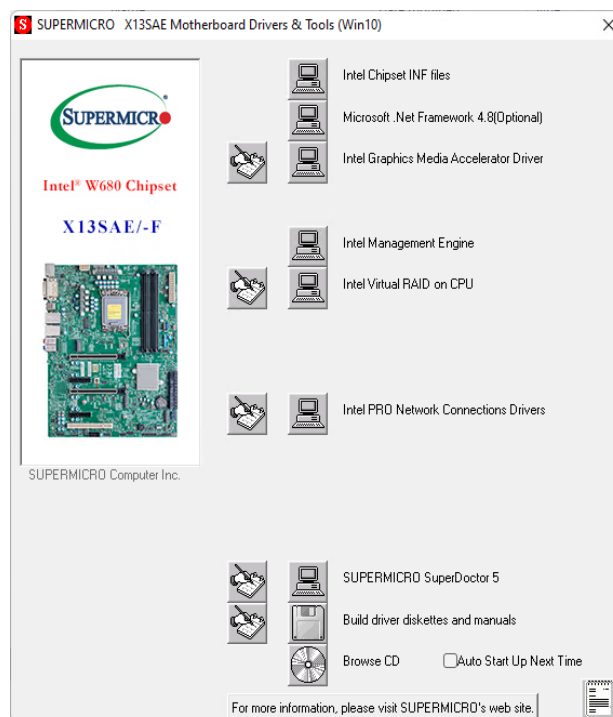 S SUPERMICRO X13SAE Motherboard Drivers & Tools (Win10)
SUPERMICRO
Intel® W680 Chipset
X13SAE/-F
SUPERMICRO Computer Inc.
Intel Chipset INF files
Microsoft .Net Framework 4.8(Optional)
Intel Graphics Media Accelerator Driver
Intel Management Engine
Intel Virtual RAID on CPU
Intel PRO Network Connections Drivers
SUPERMICRO SuperDoctor 5
Build driver diskettes and manuals
Browse CD
Auto Start Up Next Time
For more information, please visit SUPERMICRO's web site.